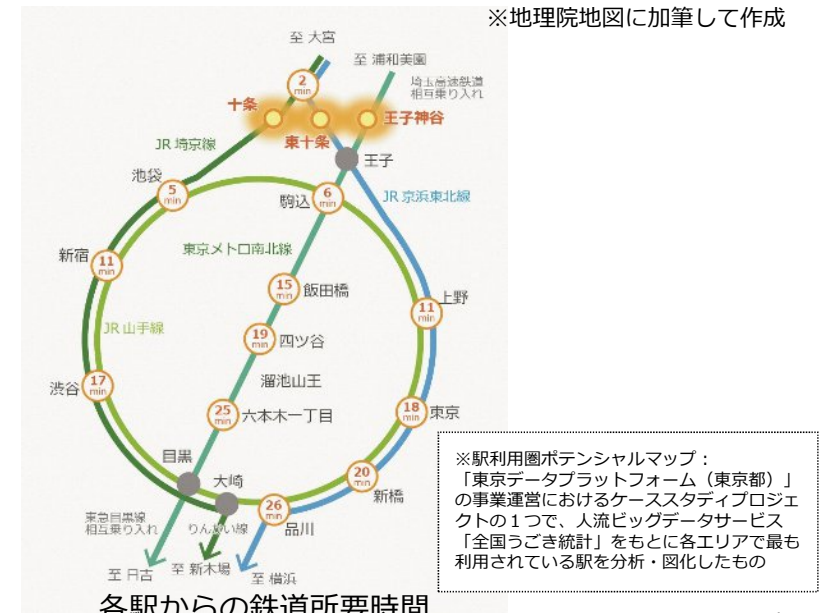 ※地理院地図に加筆して作成
至 大宮
至 浦和美園
埼玉高速鉄道
相互乗り入れ
2
min
十条
東十条
王子神谷
JR 埼京線
王子
池袋
5
min
駒込
6
min
JR 京浜東北線
新宿
11
min
東京メトロ南北線
15
min
飯田橋
上野
11
min
JR 山手線
19
min
四ツ谷
溜池山王
渋谷
17
min
25
min
六本木一丁目
18
min
東京
目黒
大崎
20
min
新橋
26
min
品川
東急目黒線
相互乗り入れ
りんかい線
至 日吉
至 新木場
至 横浜
※駅利用圏ポテンシャルマップ：
「東京データプラットフォーム（東京都）」
の事業運営におけるケーススタディプロジェ
クトの１つで、人流ビッグデータサービス
「全国うごき統計」をもとに各エリアで最も
利用されている駅を分析・図化したもの
各駅からの鉄道所要時間